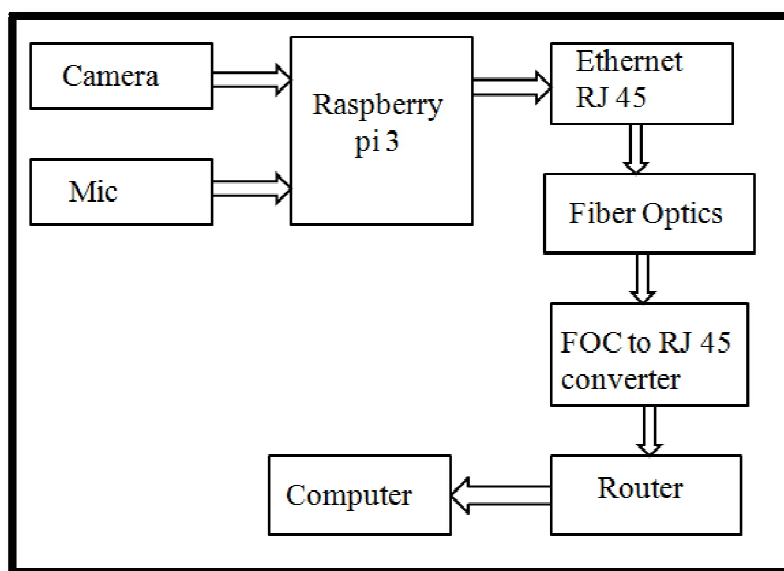 Camera
Mic
Raspberry
pi 3
Ethernet
RJ 45
Fiber Optics
FOC to RJ 45
converter
Router
Computer